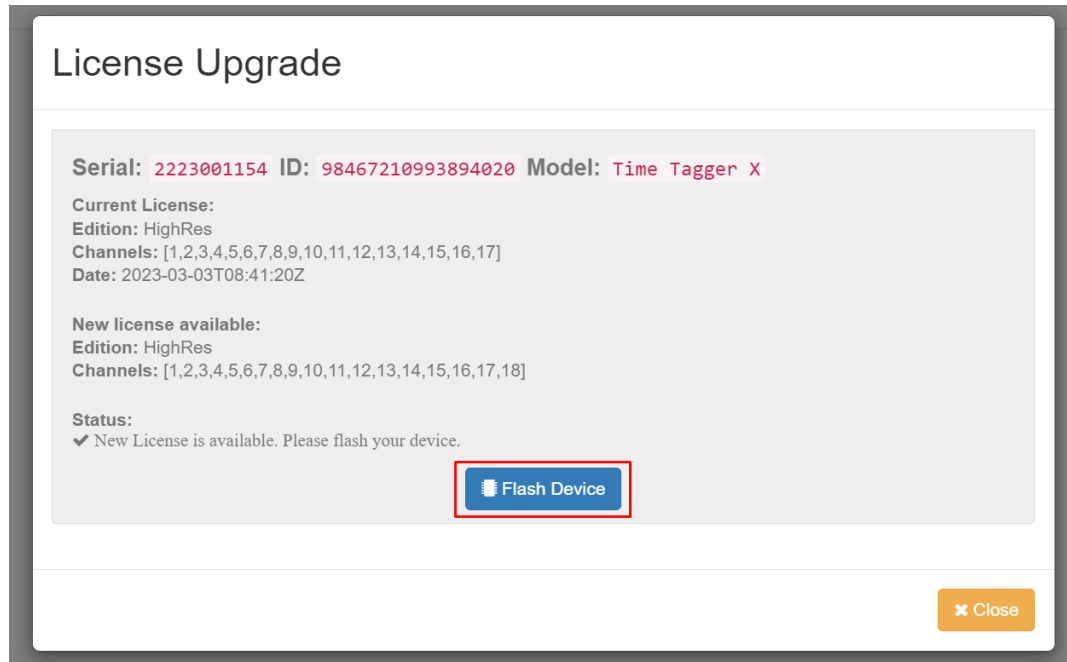 License Upgrade
Serial: 2223001154 ID: 98467210993894020 Model: Time Tagger X
Current License:
Edition: HighRes
Channels: [1,2,3,4,5,6,7,8,9,10,11,12,13,14,15,16,17]
Date: 2023-03-03T08:41:20Z
New license available:
Edition: HighRes
Channels: [1,2,3,4,5,6,7,8,9,10,11,12,13,14,15,16,17,18]
Status:
✔ New License is available. Please flash your device.
Flash Device
✖ Close